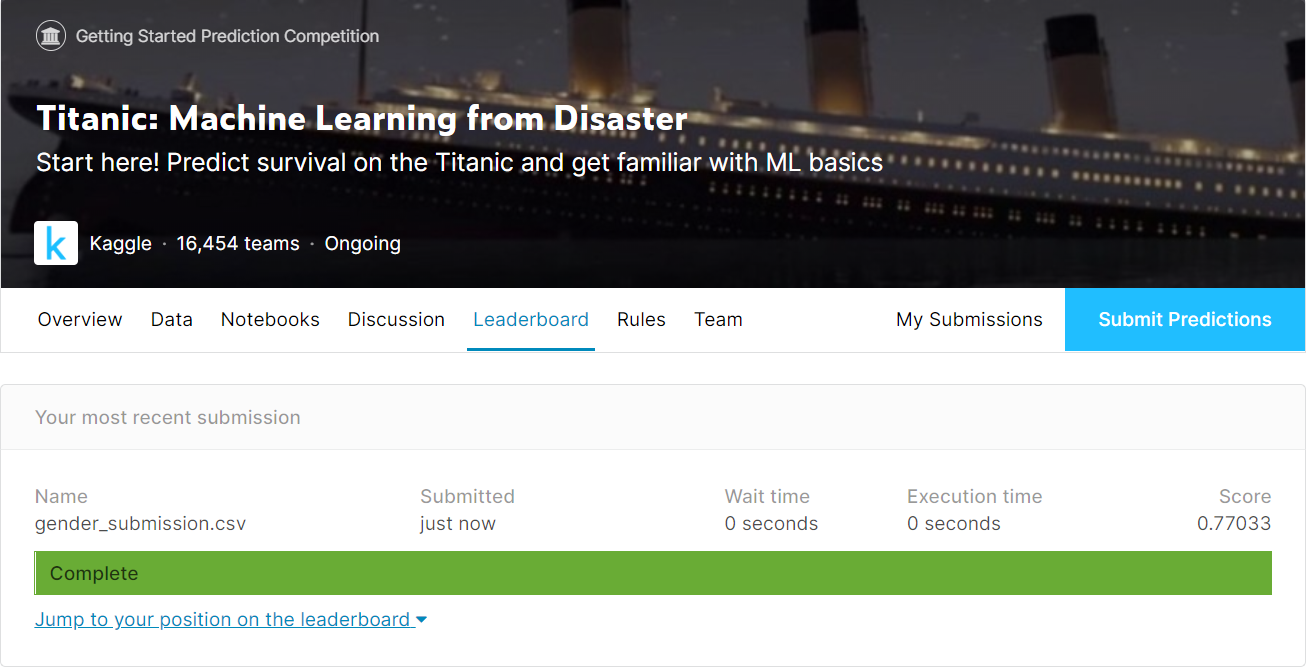 Getting Started Prediction Competition
Titanic: Machine Learning from Disaster
Start here! Predict survival on the Titanic and get familiar with ML basics
k Kaggle · 16,454 teams · Ongoing
Overview Data Notebooks Discussion Leaderboard Rules Team My Submissions Submit Predictions
Your most recent submission
Name Submitted Wait time Execution time Score
gender_submission.csv just now 0 seconds 0 seconds 0.77033
Complete
Jump to your position on the leaderboard